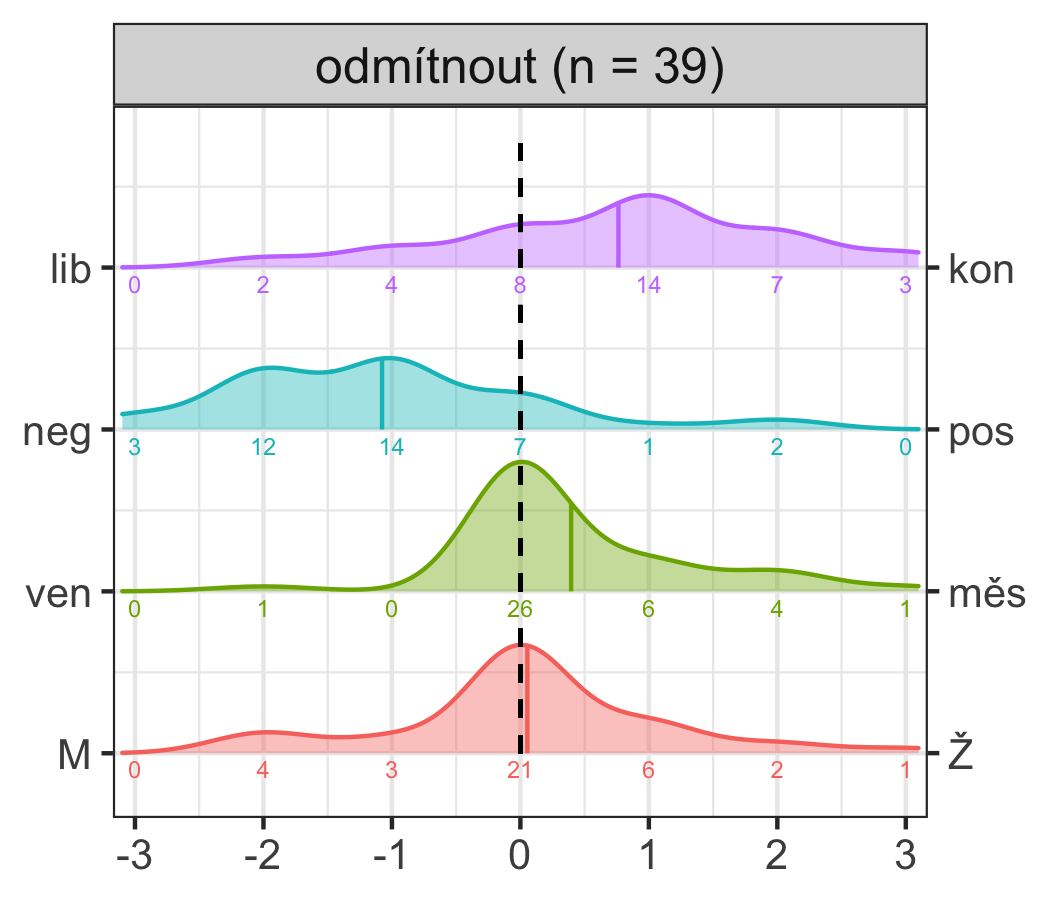 odmítnout (n = 39)
lib kon
0 2 4 8 14 7 3
neg pos
3 12 14 7 1 2 0
ven měs
0 1 0 26 6 4 1
M Ž
0 4 3 21 6 2 1
-3 -2 -1 0 1 2 3